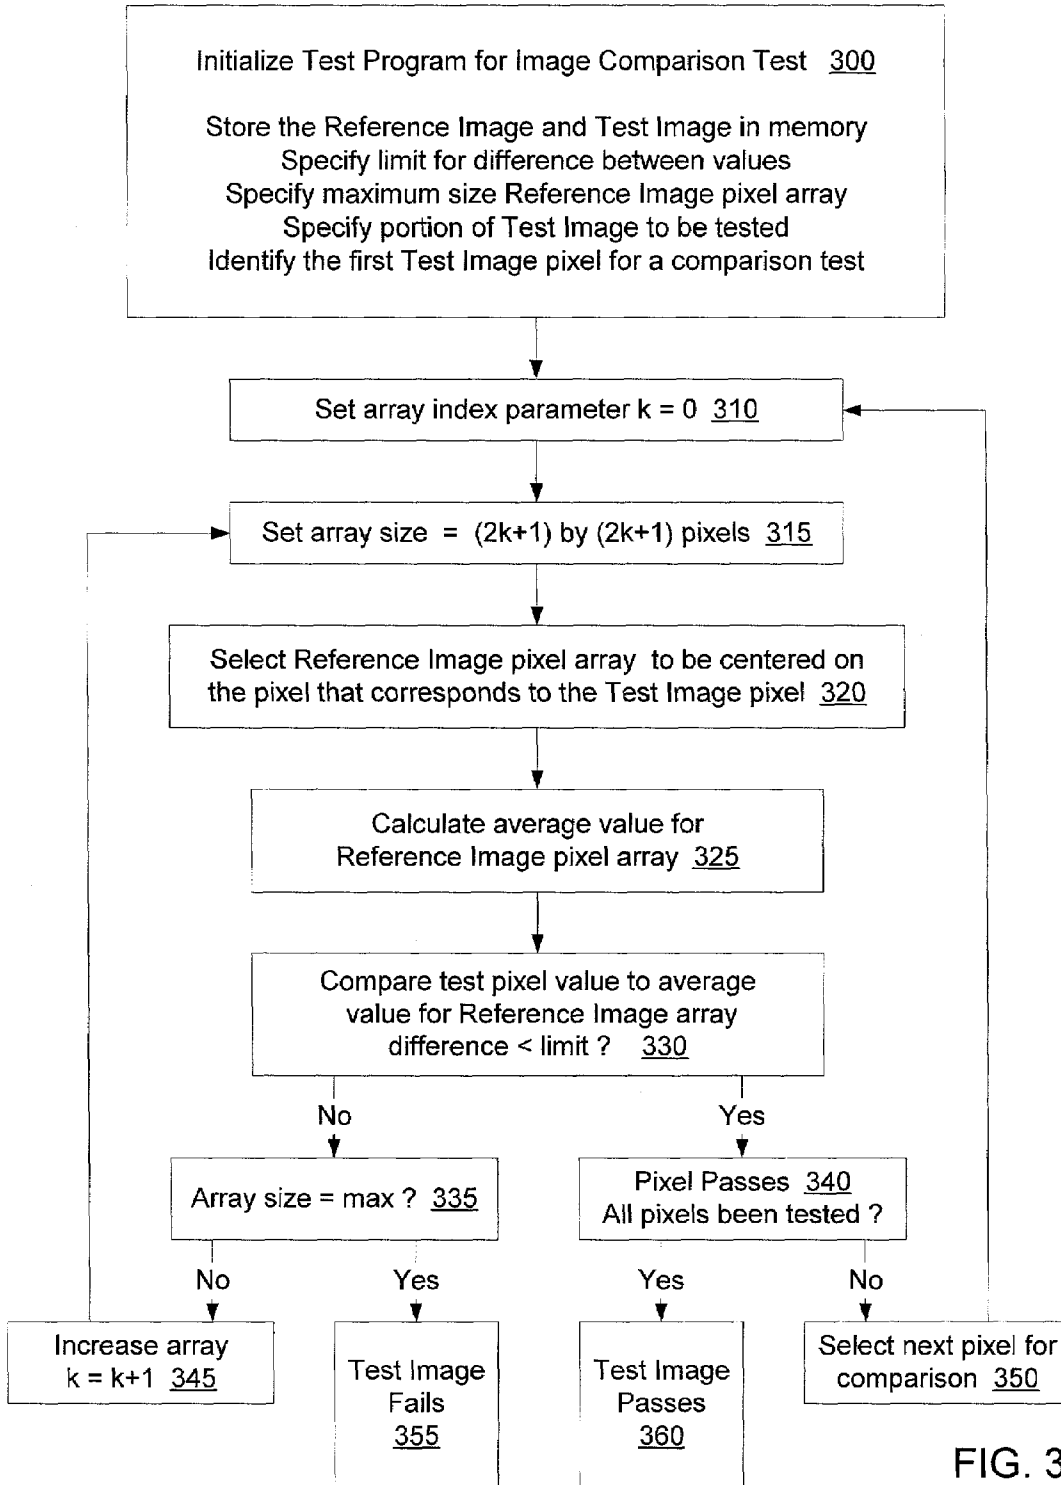 Initialize Test Program for Image Comparison Test 300
Store the Reference Image and Test Image in memory
Specify limit for difference between values
Specify maximum size Reference Image pixel array
Specify portion of Test Image to be tested
Identify the first Test Image pixel for a comparison test
Set array index parameter k = 0 310
Set array size = (2k+1) by (2k+1) pixels 315
Select Reference Image pixel array to be centered on
the pixel that corresponds to the Test Image pixel 320
Calculate average value for
Reference Image pixel array 325
Compare test pixel value to average
value for Reference Image array
difference < limit ? 330
No
Yes
Array size = max ? 335
Pixel Passes 340
All pixels been tested ?
No
Yes
Yes
No
Increase array
k = k+1 345
Test Image
Fails
355
Test Image
Passes
360
Select next pixel for
comparison 350
FIG. 3